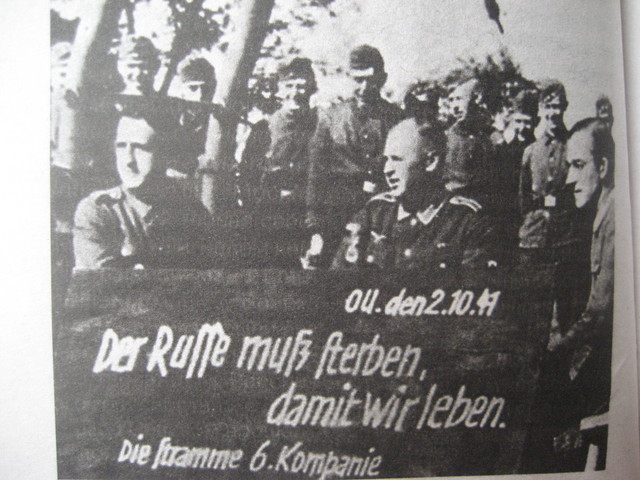 OU. den 2.10.41
Der Russe muß sterben,
damit wir leben.
Die stramme 6. Kompanie